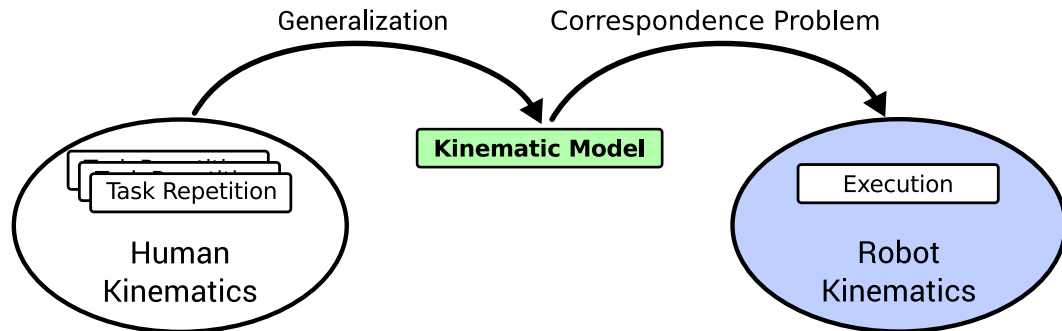 Generalization
Correspondence Problem
Kinematic Model
Task Repetition
Human
Kinematics
Execution
Robot
Kinematics